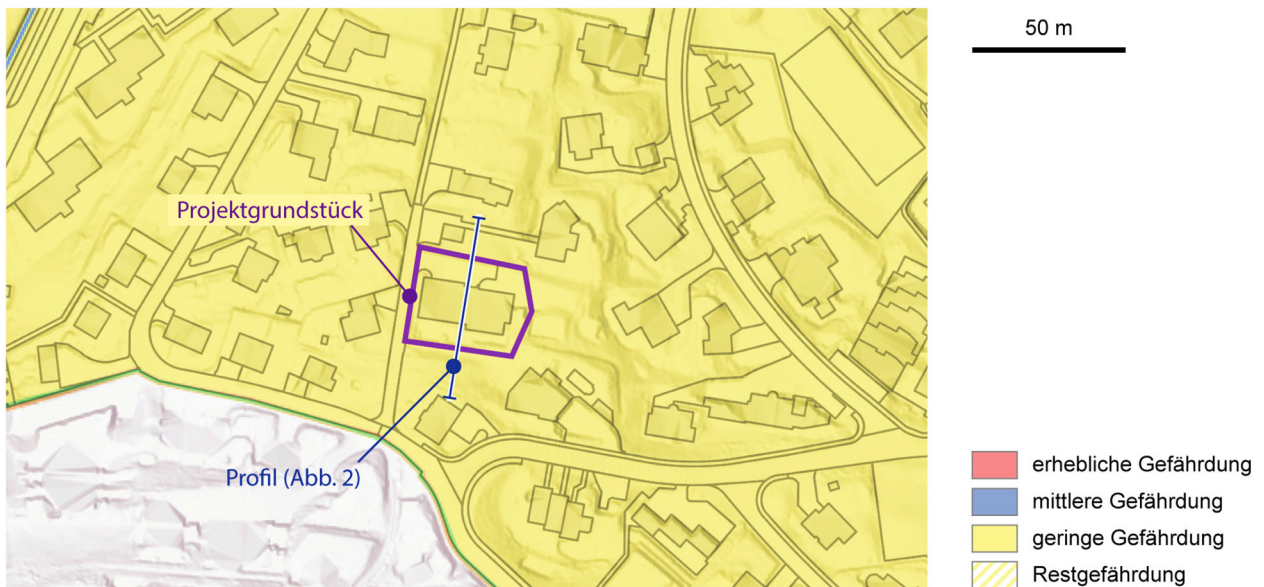 50 m
Projektgrundstück
Profil (Abb. 2)
erhebliche Gefährdung
mittlere Gefährdung
geringe Gefährdung
Restgefährdung